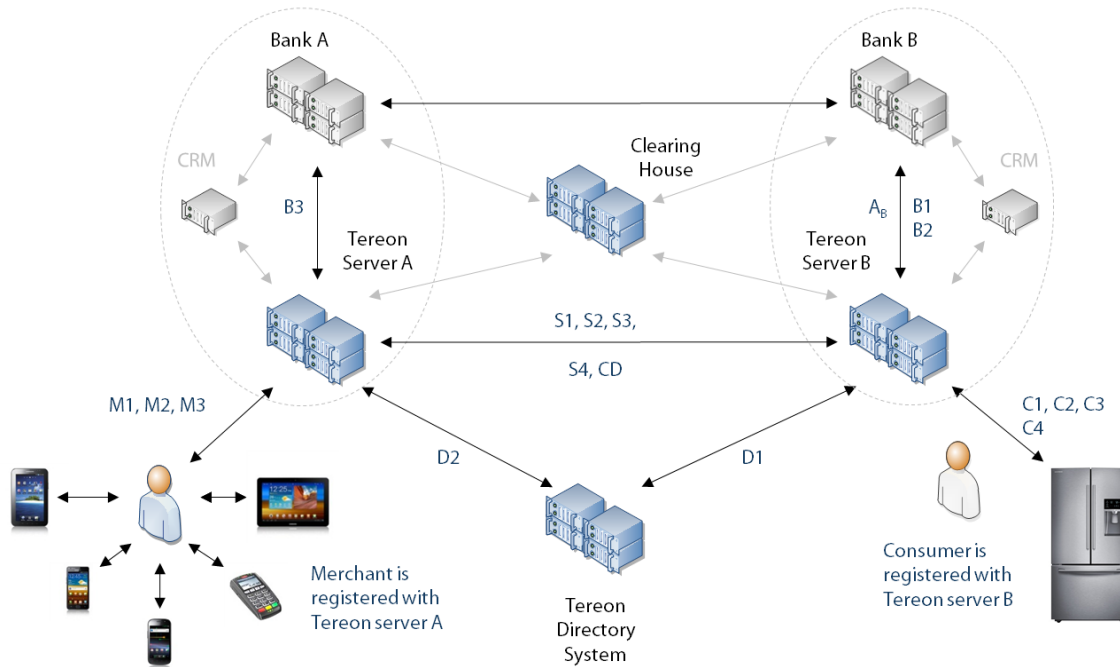 Bank A
Bank B
Clearing
House
CRM
CRM
B3
A_B
B1
B2
Tereon
Server A
Tereon
Server B
S1, S2, S3,
S4, CD
M1, M2, M3
C1, C2, C3
C4
D2
D1
Merchant is
registered with
Tereon server A
Consumer is
registered with
Tereon server B
Tereon
Directory
System